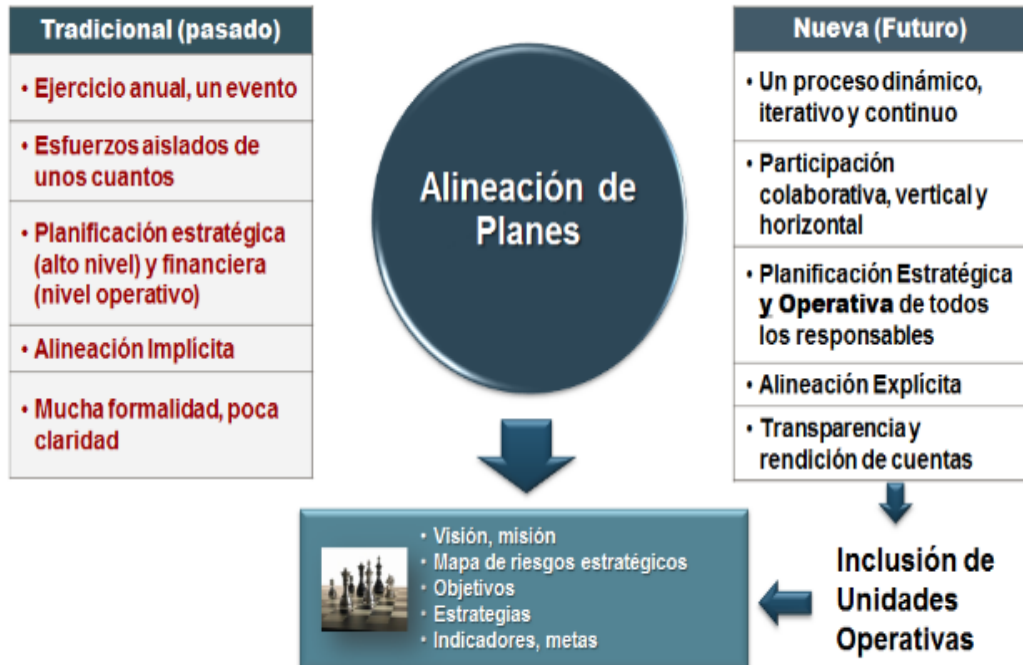 Tradicional (pasado)
• Ejercicio anual, un evento
• Esfuerzos aislados de
unos cuantos
• Planificación estratégica
(alto nivel) y financiera
(nivel operativo)
• Alineación Implícita
• Mucha formalidad, poca
claridad
Alineación de
Planes
Nueva (Futuro)
• Un proceso dinámico,
iterativo y continuo
• Participación
colaborativa, vertical y
horizontal
• Planificación Estratégica
y Operativa de todos
los responsables
• Alineación Explícita
• Transparencia y
rendición de cuentas
• Visión, misión
• Mapa de riesgos estratégicos
• Objetivos
• Estrategias
• Indicadores, metas
Inclusión de
Unidades
Operativas